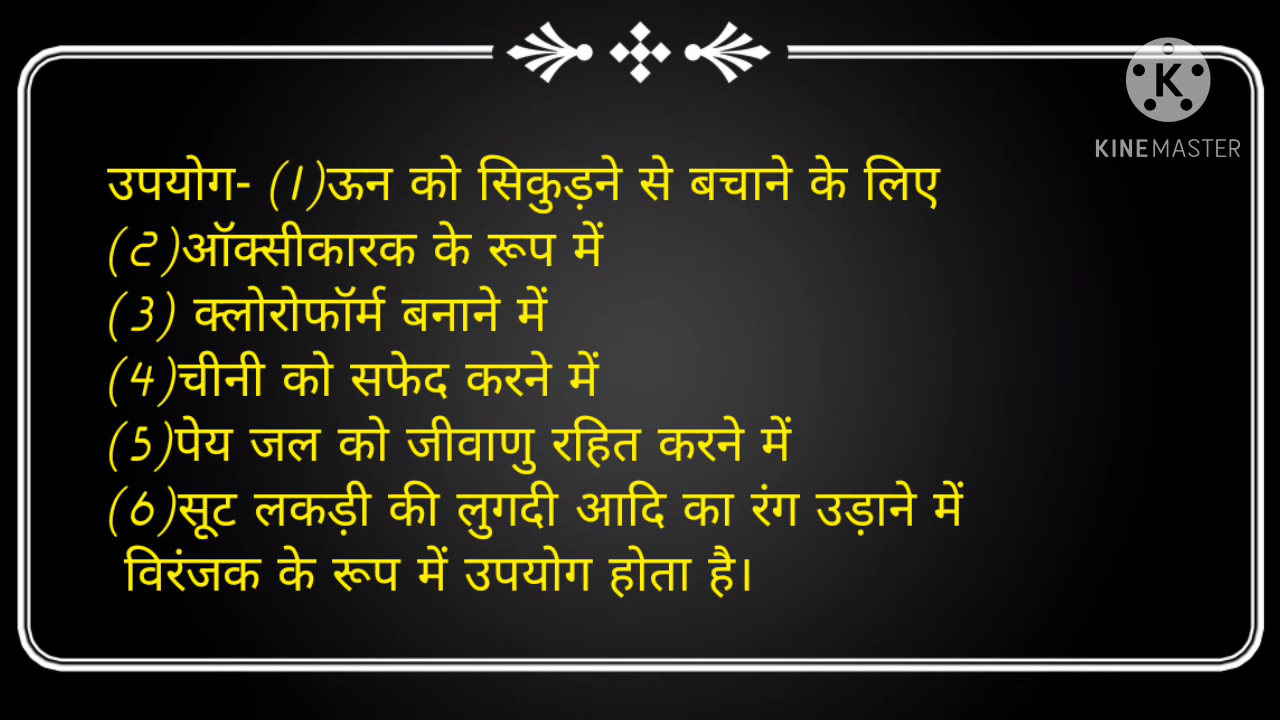 K
KINEMASTER
उपयोग- (1)ऊन को सिकुड़ने से बचाने के लिए
(2)ऑक्सीकारक के रूप में
(3) क्लोरोफॉर्म बनाने में
(4)चीनी को सफेद करने में
(5)पेय जल को जीवाणु रहित करने में
(6)सूट लकड़ी की लुगदी आदि का रंग उड़ाने में
विरंजक के रूप में उपयोग होता है।